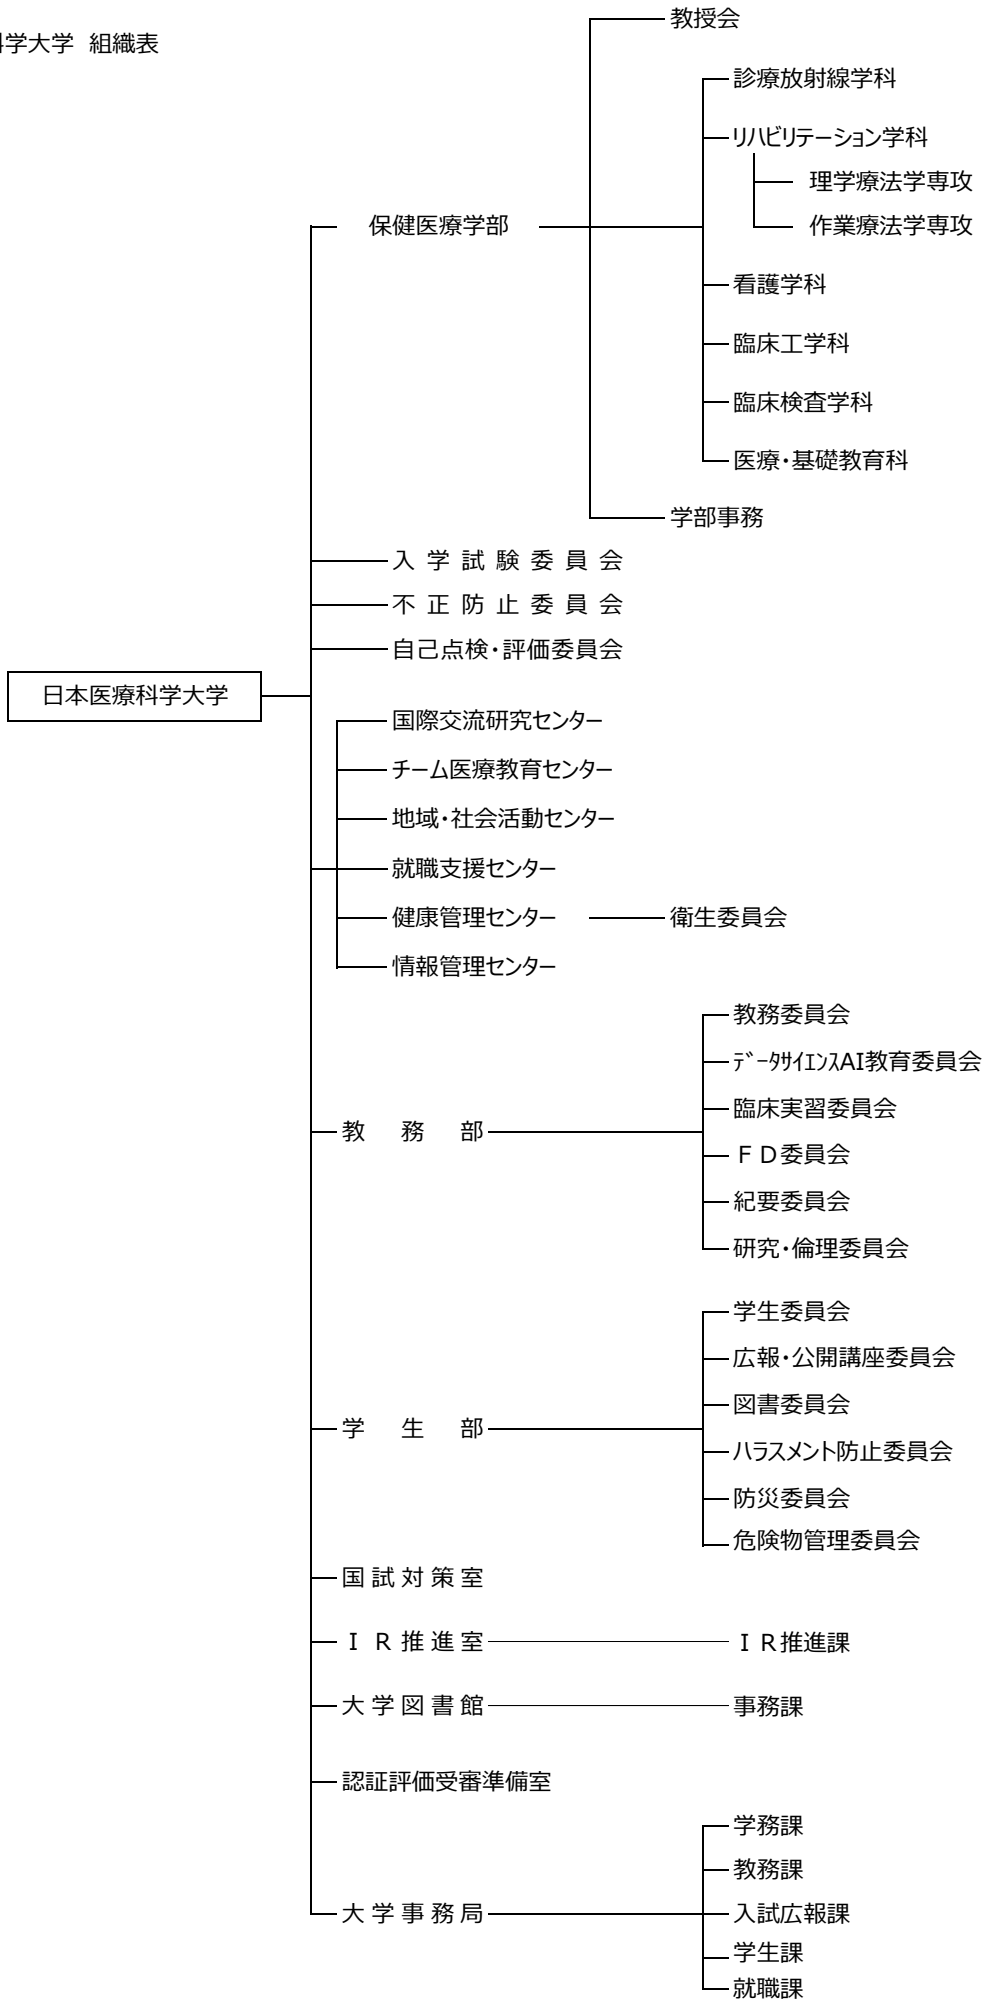 学大学 組織表
教授会
診療放射線学科
リハビリテーション学科
理学療法学専攻
作業療法学専攻
保健医療学部
看護学科
臨床工学科
臨床検査学科
医療・基礎教育科
学部事務
入学試験委員会
不正防止委員会
自己点検・評価委員会
日本医療科学大学
国際交流研究センター
チーム医療教育センター
地域・社会活動センター
就職支援センター
健康管理センター
衛生委員会
情報管理センター
教務委員会
データサイエンスAI教育委員会
臨床実習委員会
教務部
FD委員会
紀要委員会
研究・倫理委員会
学生委員会
広報・公開講座委員会
図書委員会
学生部
ハラスメント防止委員会
防災委員会
危険物管理委員会
国試対策室
IR推進室
IR推進課
大学図書館
事務課
認証評価受審準備室
学務課
教務課
大学事務局
入試広報課
学生課
就職課